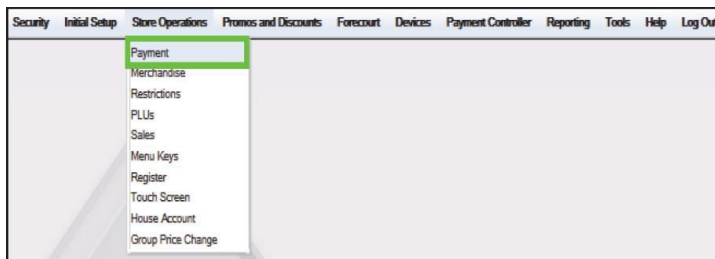 Security Initial Setup Store Operations Promos and Discounts Forecourt Devices Payment Controller Reporting Tools Help Log Out
Payment
Merchandise
Restrictions
PLUs
Sales
Menu Keys
Register
Touch Screen
House Account
Group Price Change